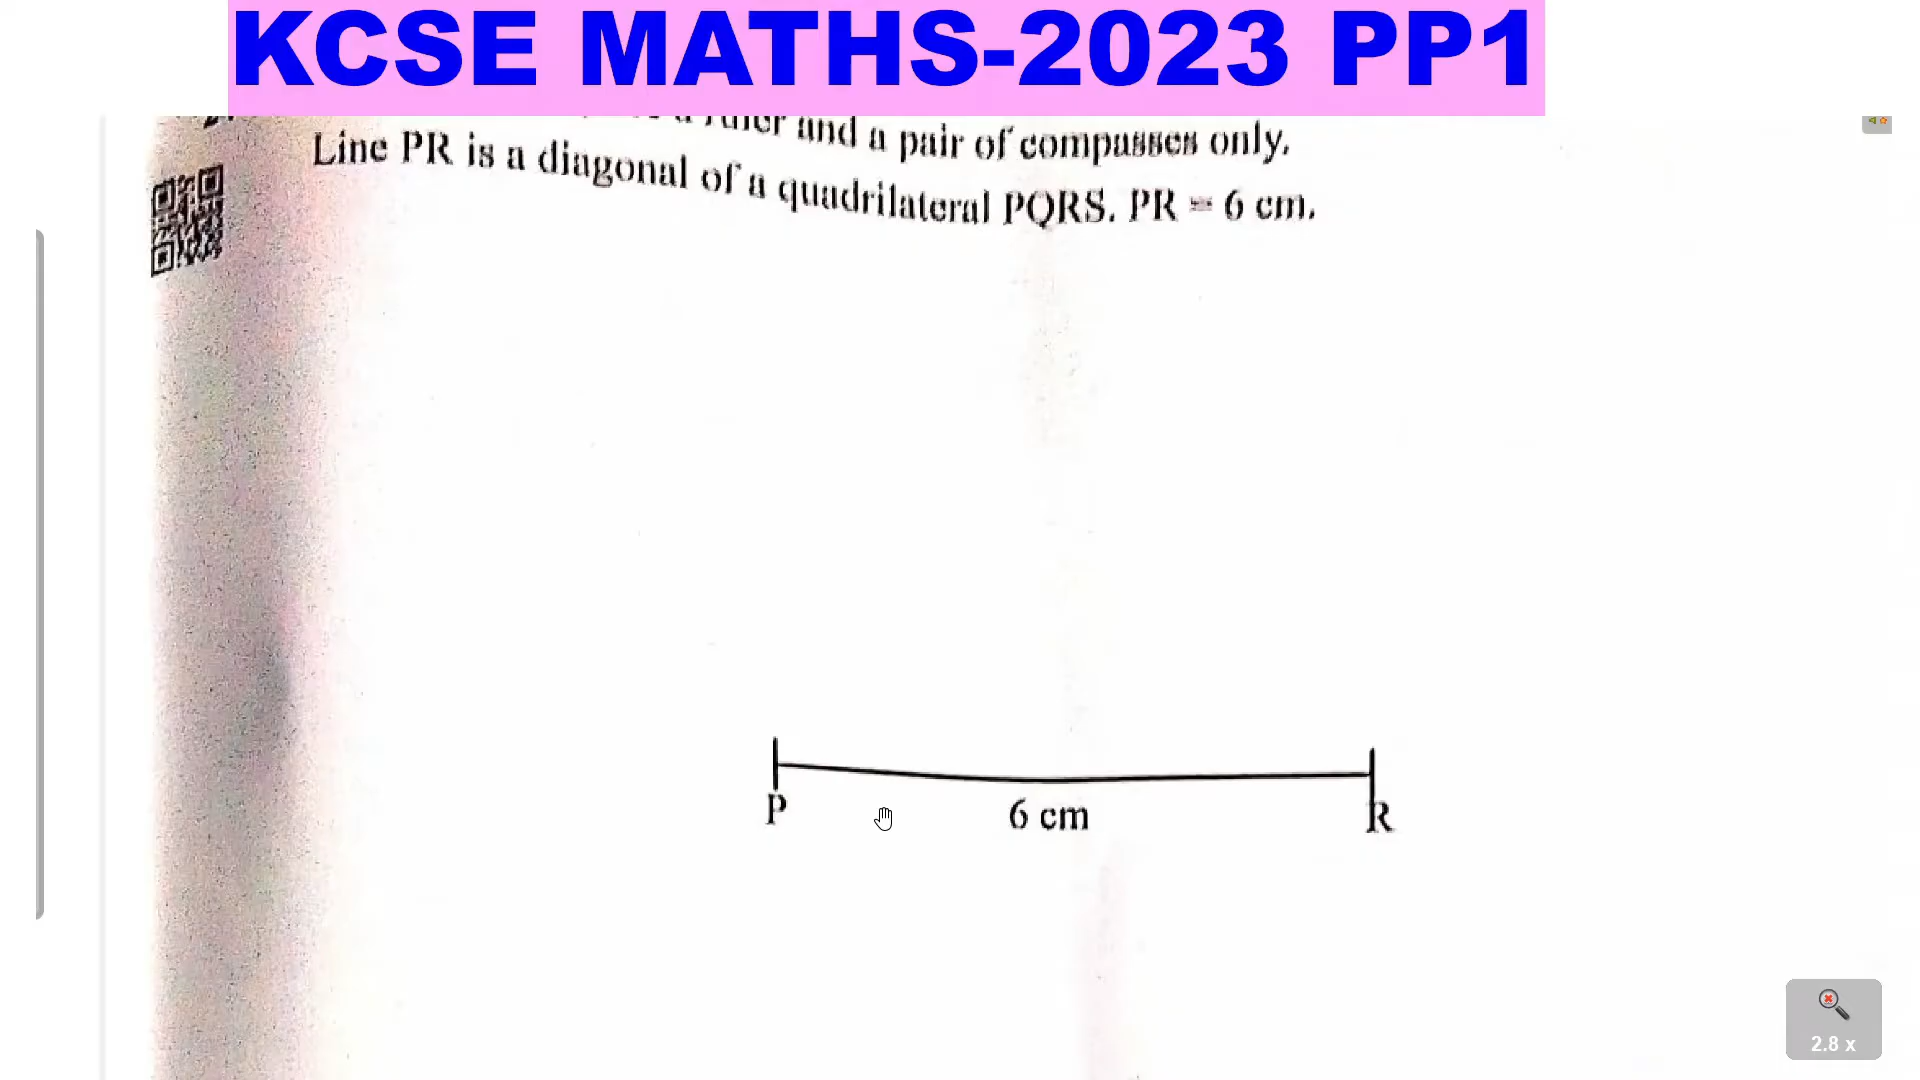 KCSE MATHS-2023 PP1
a ruler and a pair of compasses only.
Line PR is a diagonal of a quadrilateral PQRS. PR = 6 cm.
P
6 cm
R
2.8 x